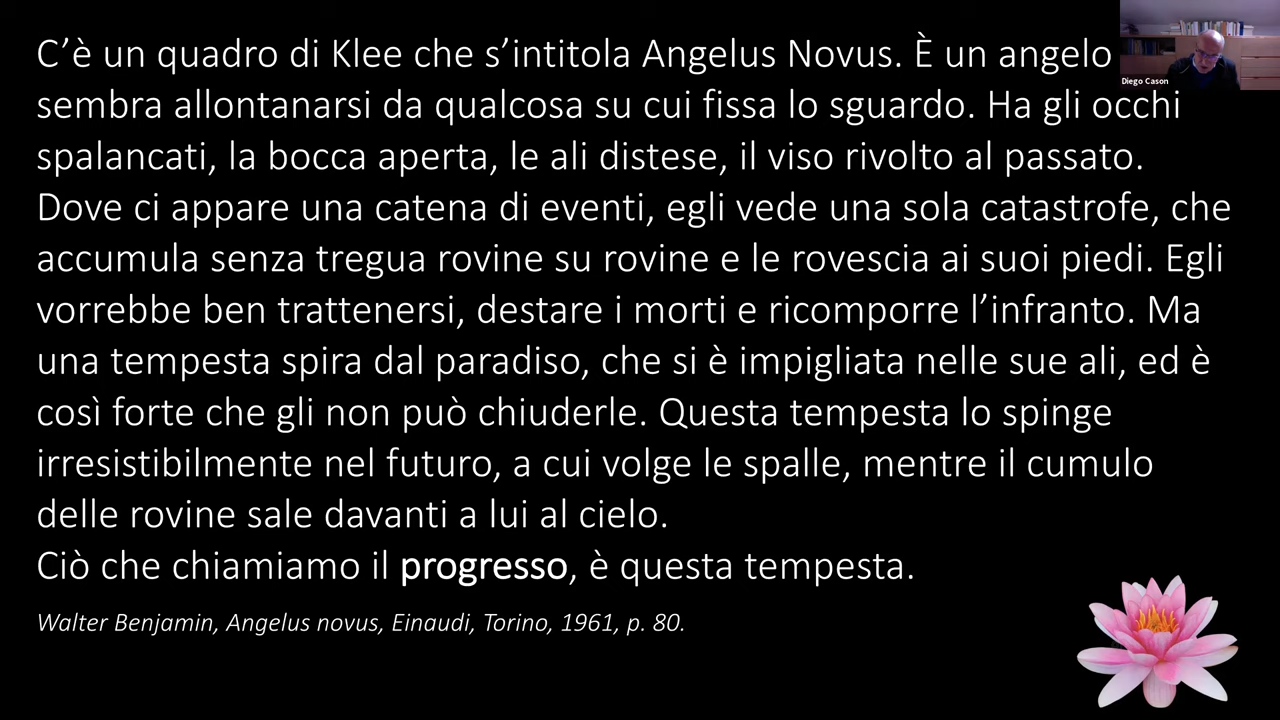 C’è un quadro di Klee che s’intitola Angelus Novus. È un angelo
sembra allontanarsi da qualcosa su cui fissa lo sguardo. Ha gli occhi
spalancati, la bocca aperta, le ali distese, il viso rivolto al passato.
Dove ci appare una catena di eventi, egli vede una sola catastrofe, che
accumula senza tregua rovine su rovine e le rovescia ai suoi piedi. Egli
vorrebbe ben trattenersi, destare i morti e ricomporre l’infranto. Ma
una tempesta spira dal paradiso, che si è impigliata nelle sue ali, ed è
così forte che gli non può chiuderle. Questa tempesta lo spinge
irresistibilmente nel futuro, a cui volge le spalle, mentre il cumulo
delle rovine sale davanti a lui al cielo.
Ciò che chiamiamo il progresso, è questa tempesta.
Walter Benjamin, Angelus novus, Einaudi, Torino, 1961, p. 80.
Diego Cason